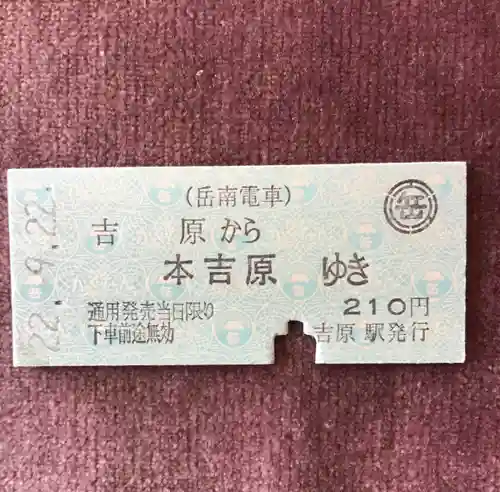 (岳南電車)
吉 原から
本吉原 ゆき
通用発売当日限り
下車前途無効
210円
吉原 駅発行
22.-9.22.